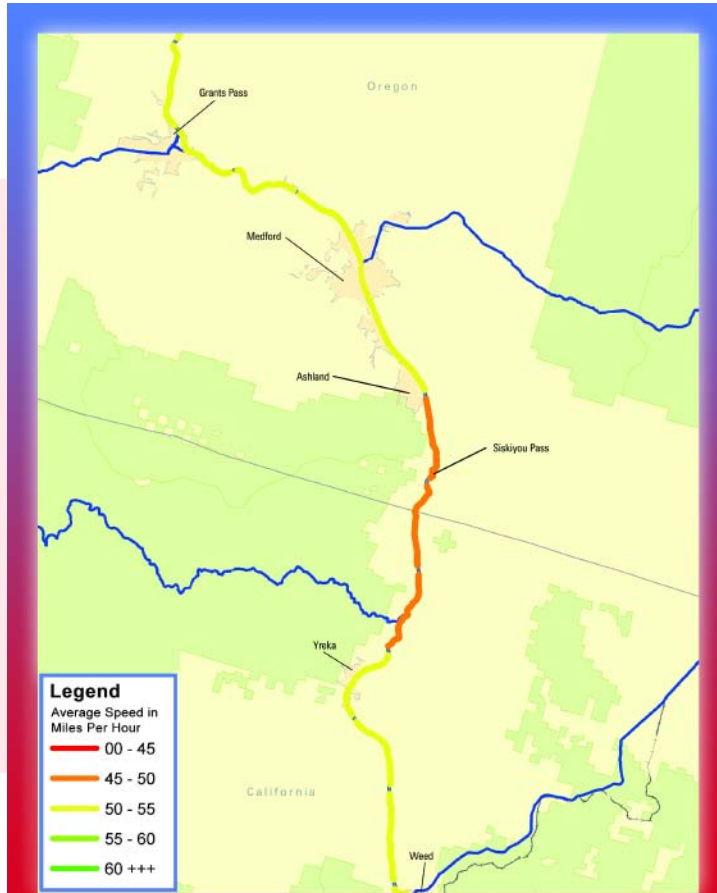 Oregon
Grants Pass
Medford
Ashland
Siskiyou Pass
Yreka
California
Weed
Legend
Average Speed in
Miles Per Hour
00 - 45
45 - 50
50 - 55
55 - 60
60 +++